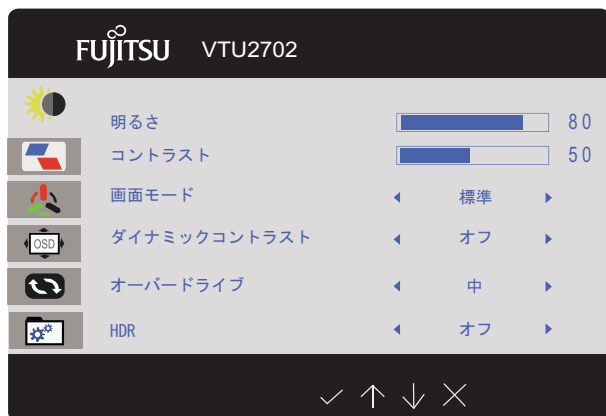 FUJITSU VTU2702
明るさ 80
コントラスト 50
画面モード 標準
ダイナミックコントラスト オフ
OSD
オーバードライブ 中
HDR オフ